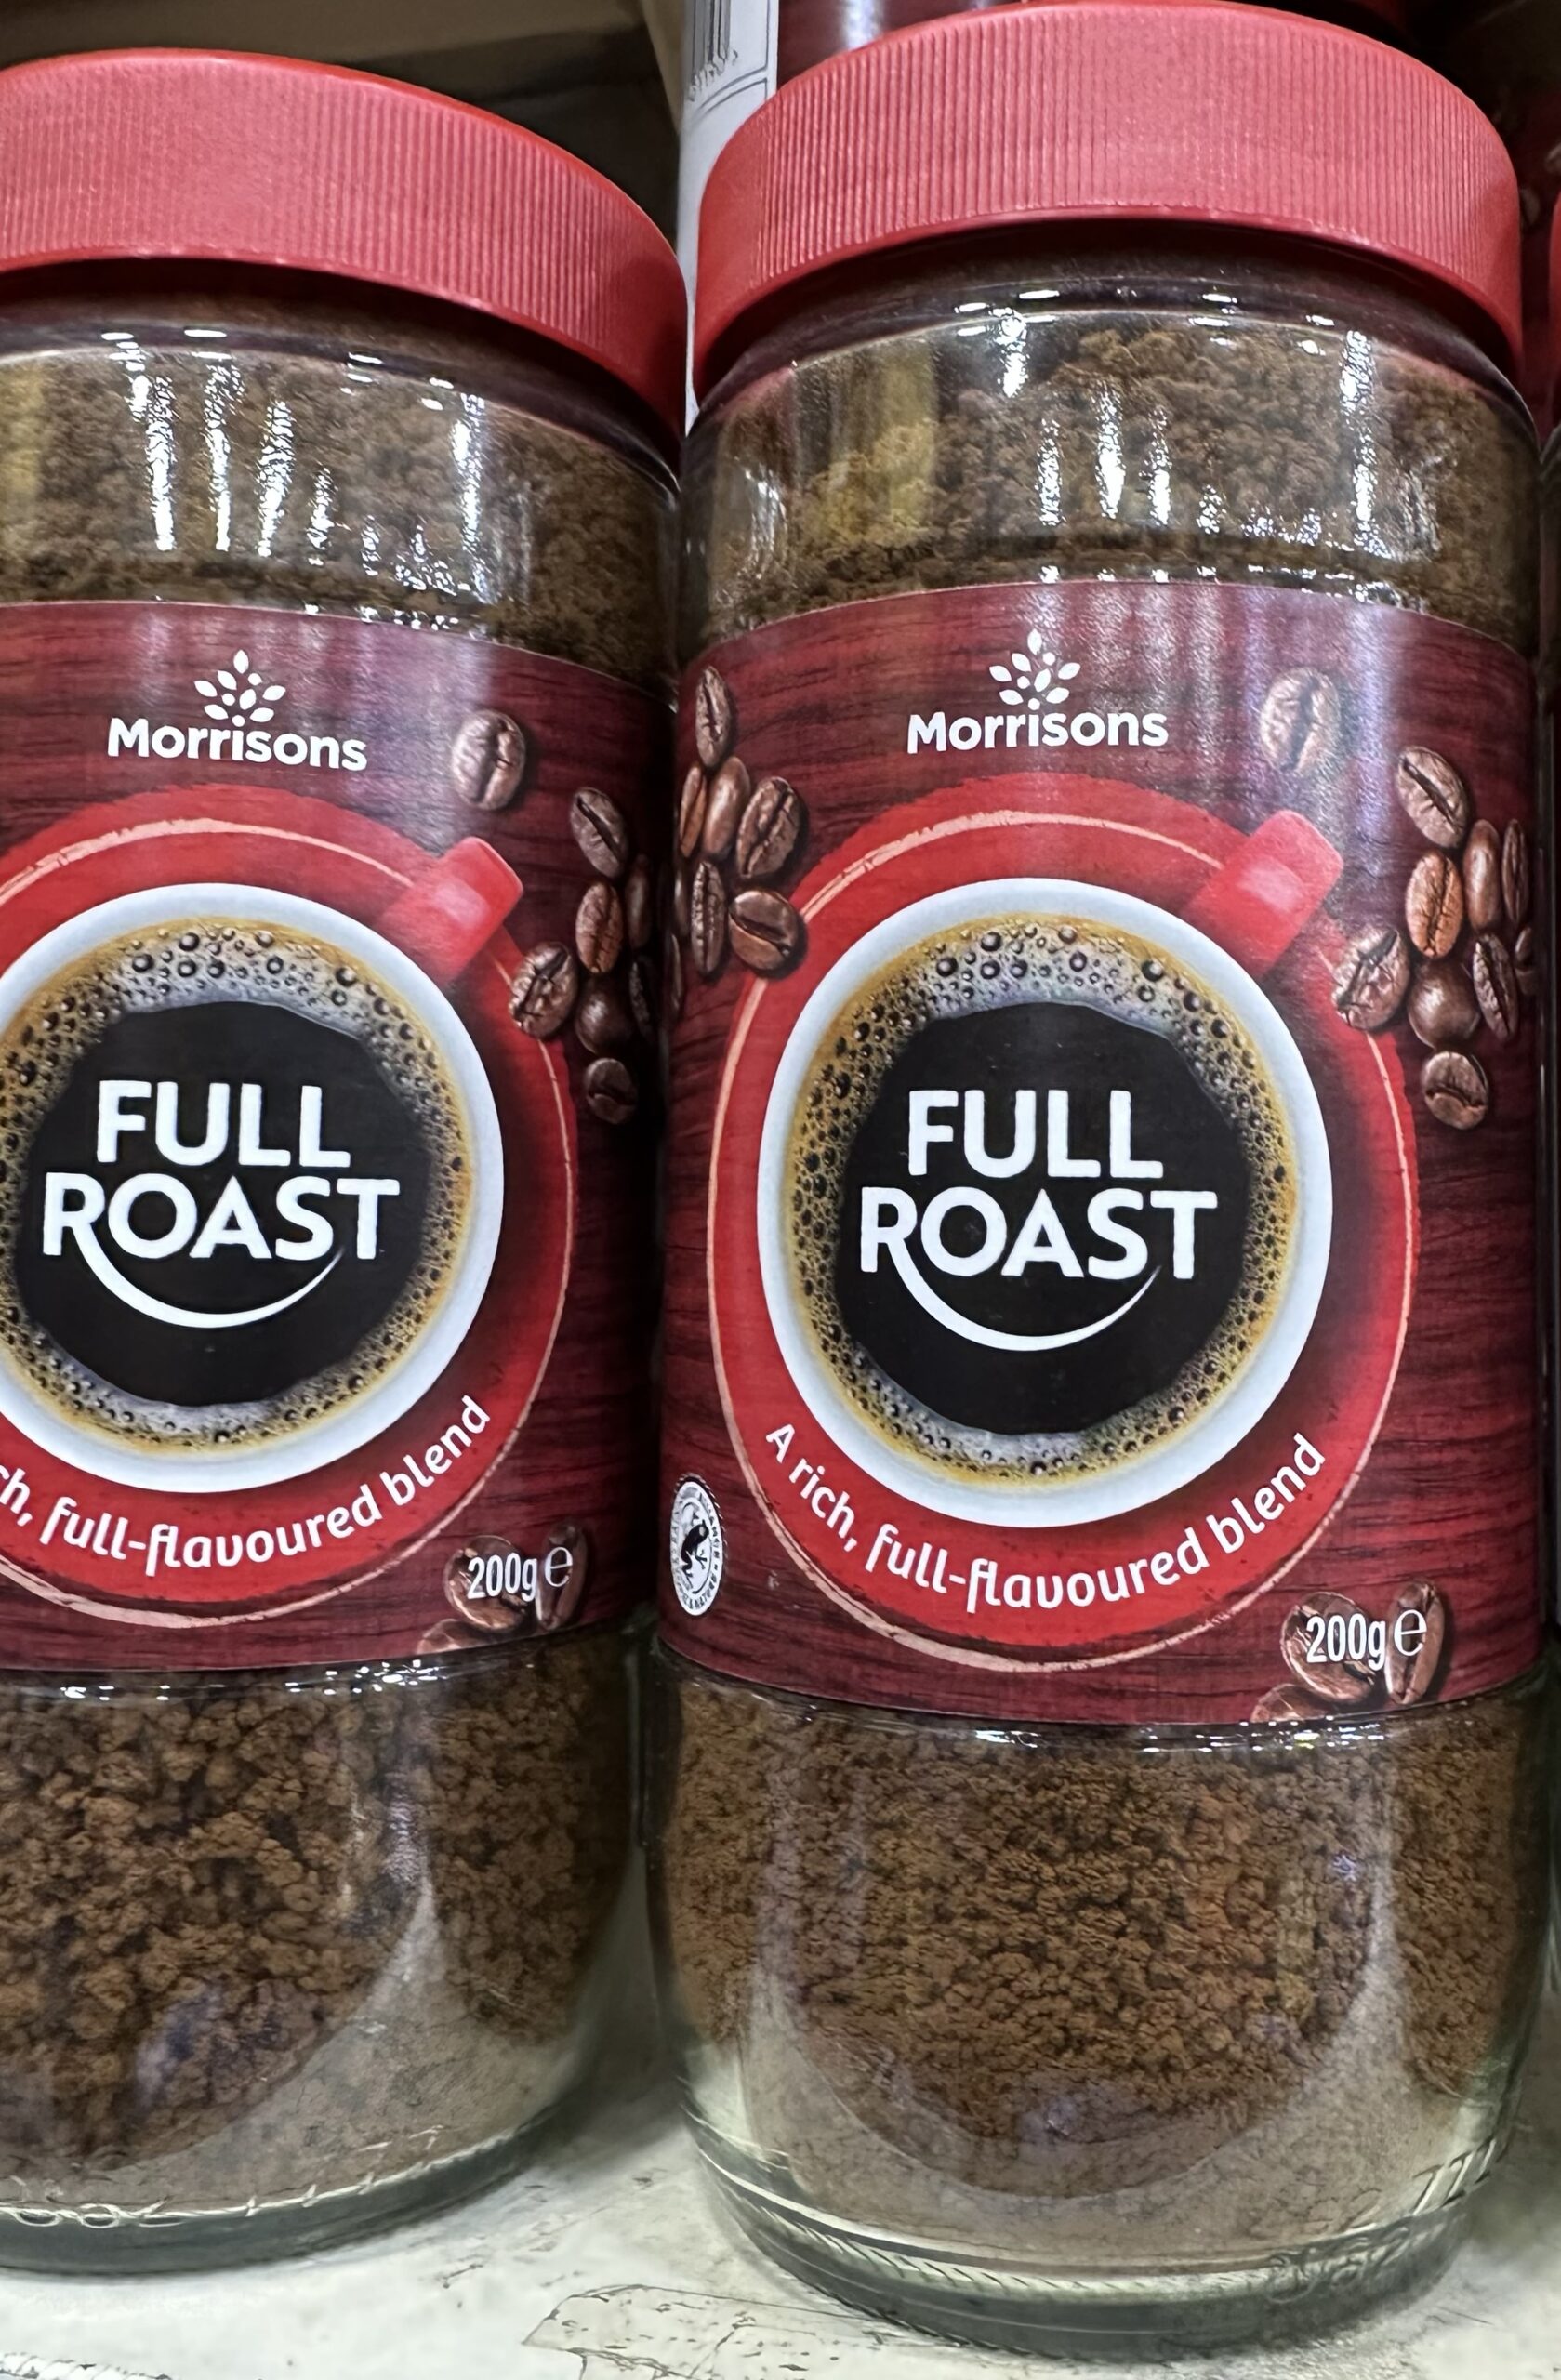 Morrisons
FULL
ROAST
ch, full-flavoured blend
200g e
Morrisons
FULL
ROAST
A rich, full-flavoured blend
200g e